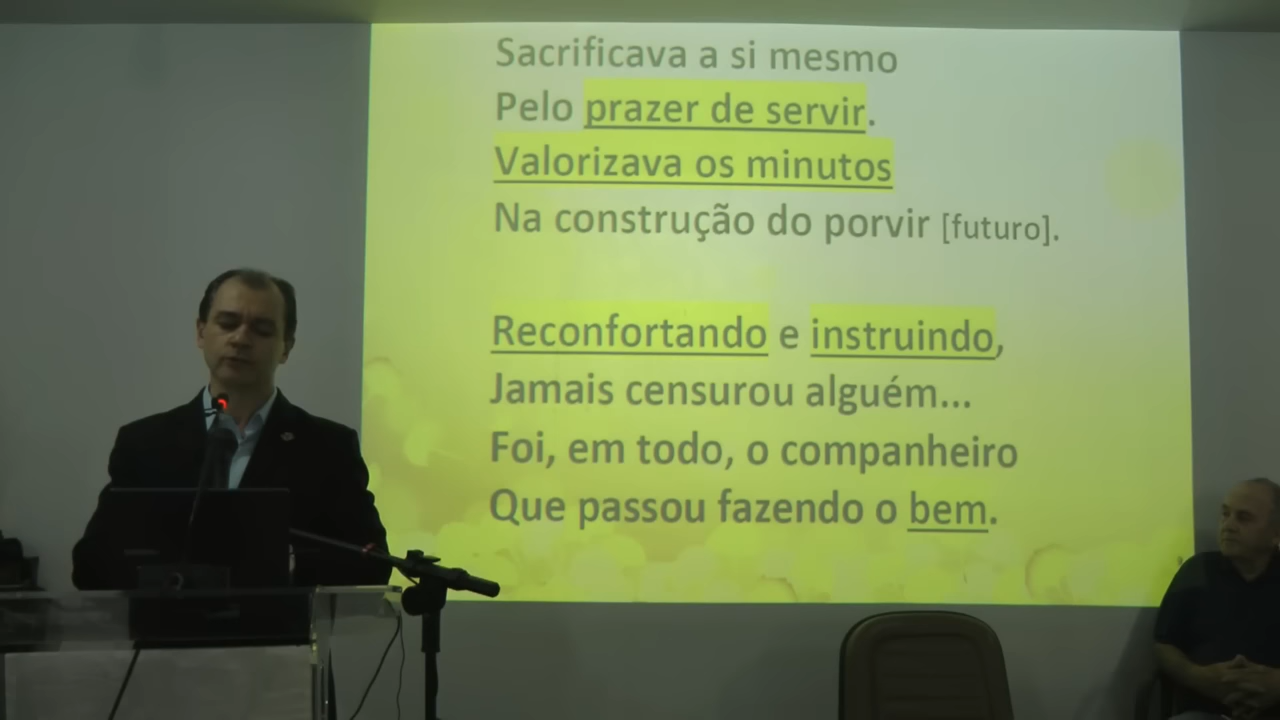 Sacrificava a si mesmo
Pelo prazer de servir.
Valorizava os minutos
Na construção do porvir [futuro].
Reconfortando e instruindo,
Jamais censurou alguém...
Foi, em todo, o companheiro
Que passou fazendo o bem.